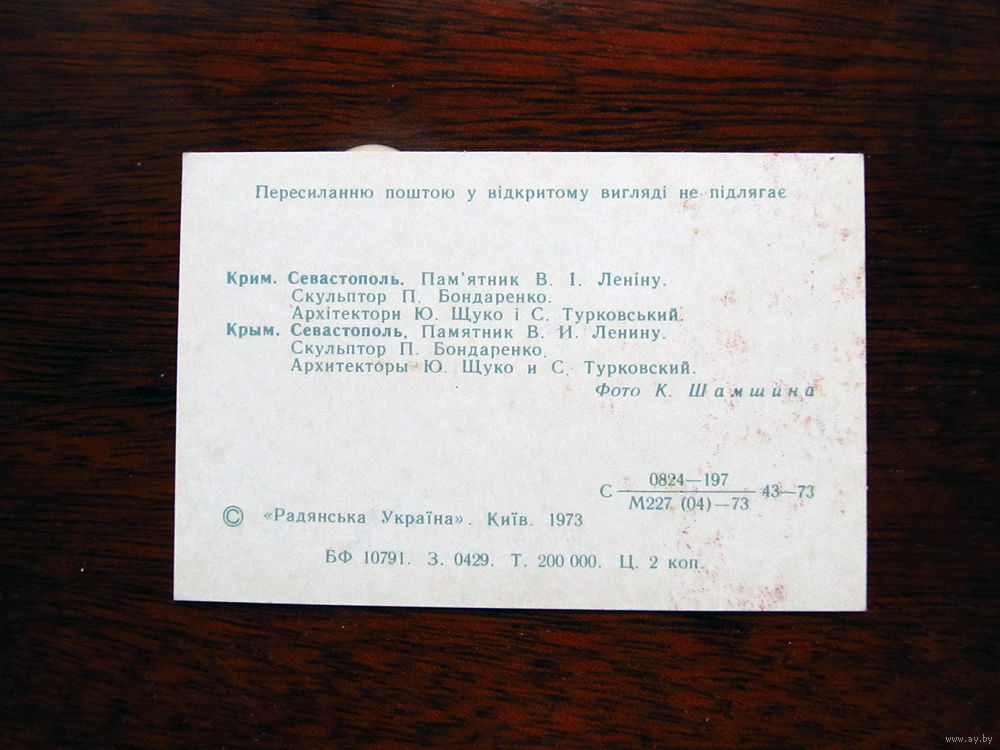 Пересиланню поштою у відкритому вигляді не підлягає
Крим. Севастополь. Пам'ятник В. І. Леніну.
Скульптор П. Бондаренко.
Архітектори Ю. Щуко і С. Турковський.
Крым. Севастополь. Памятник В. И. Ленину.
Скульптор П. Бондаренко.
Архитекторы Ю. Щуко и С. Турковский.
Фото К. Шамшина
С 0824—197 43—73
М227 (04)—73
© «Радянська Україна». Київ. 1973
БФ 10791. З. 0429. Т. 200 000. Ц. 2 коп.
www.ay.by